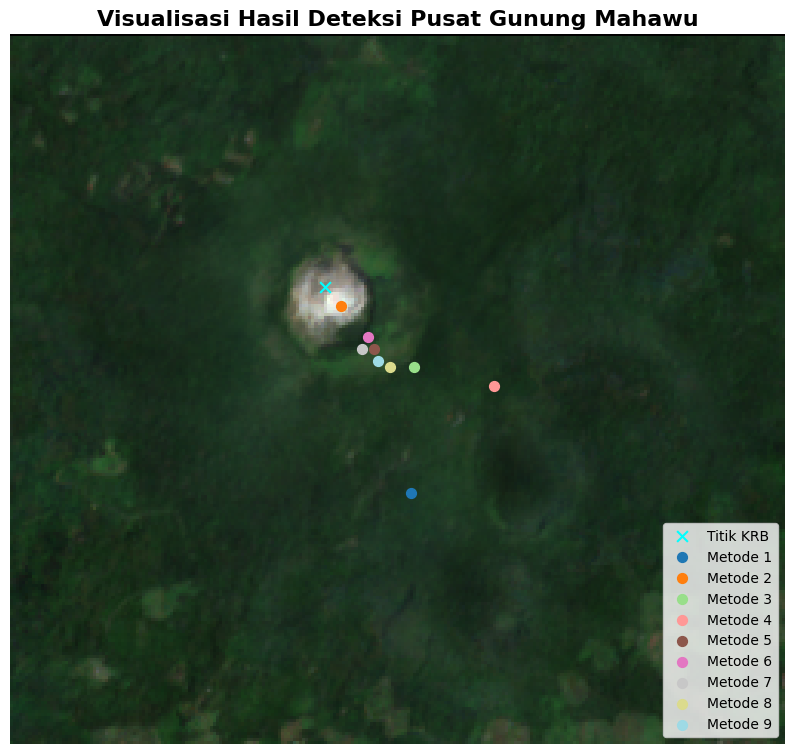 Visualisasi Hasil Deteksi Pusat Gunung Mahawu
Titik KRB
Metode 1
Metode 2
Metode 3
Metode 4
Metode 5
Metode 6
Metode 7
Metode 8
Metode 9